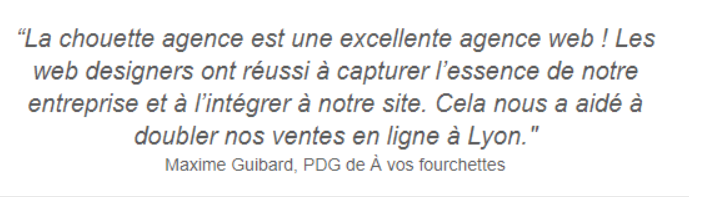 “La chouette agence est une excellente agence web ! Les
web designers ont réussi à capturer l’essence de notre
entreprise et à l’intégrer à notre site. Cela nous a aidé à
doubler nos ventes en ligne à Lyon."
Maxime Guibard, PDG de À vos fourchettes